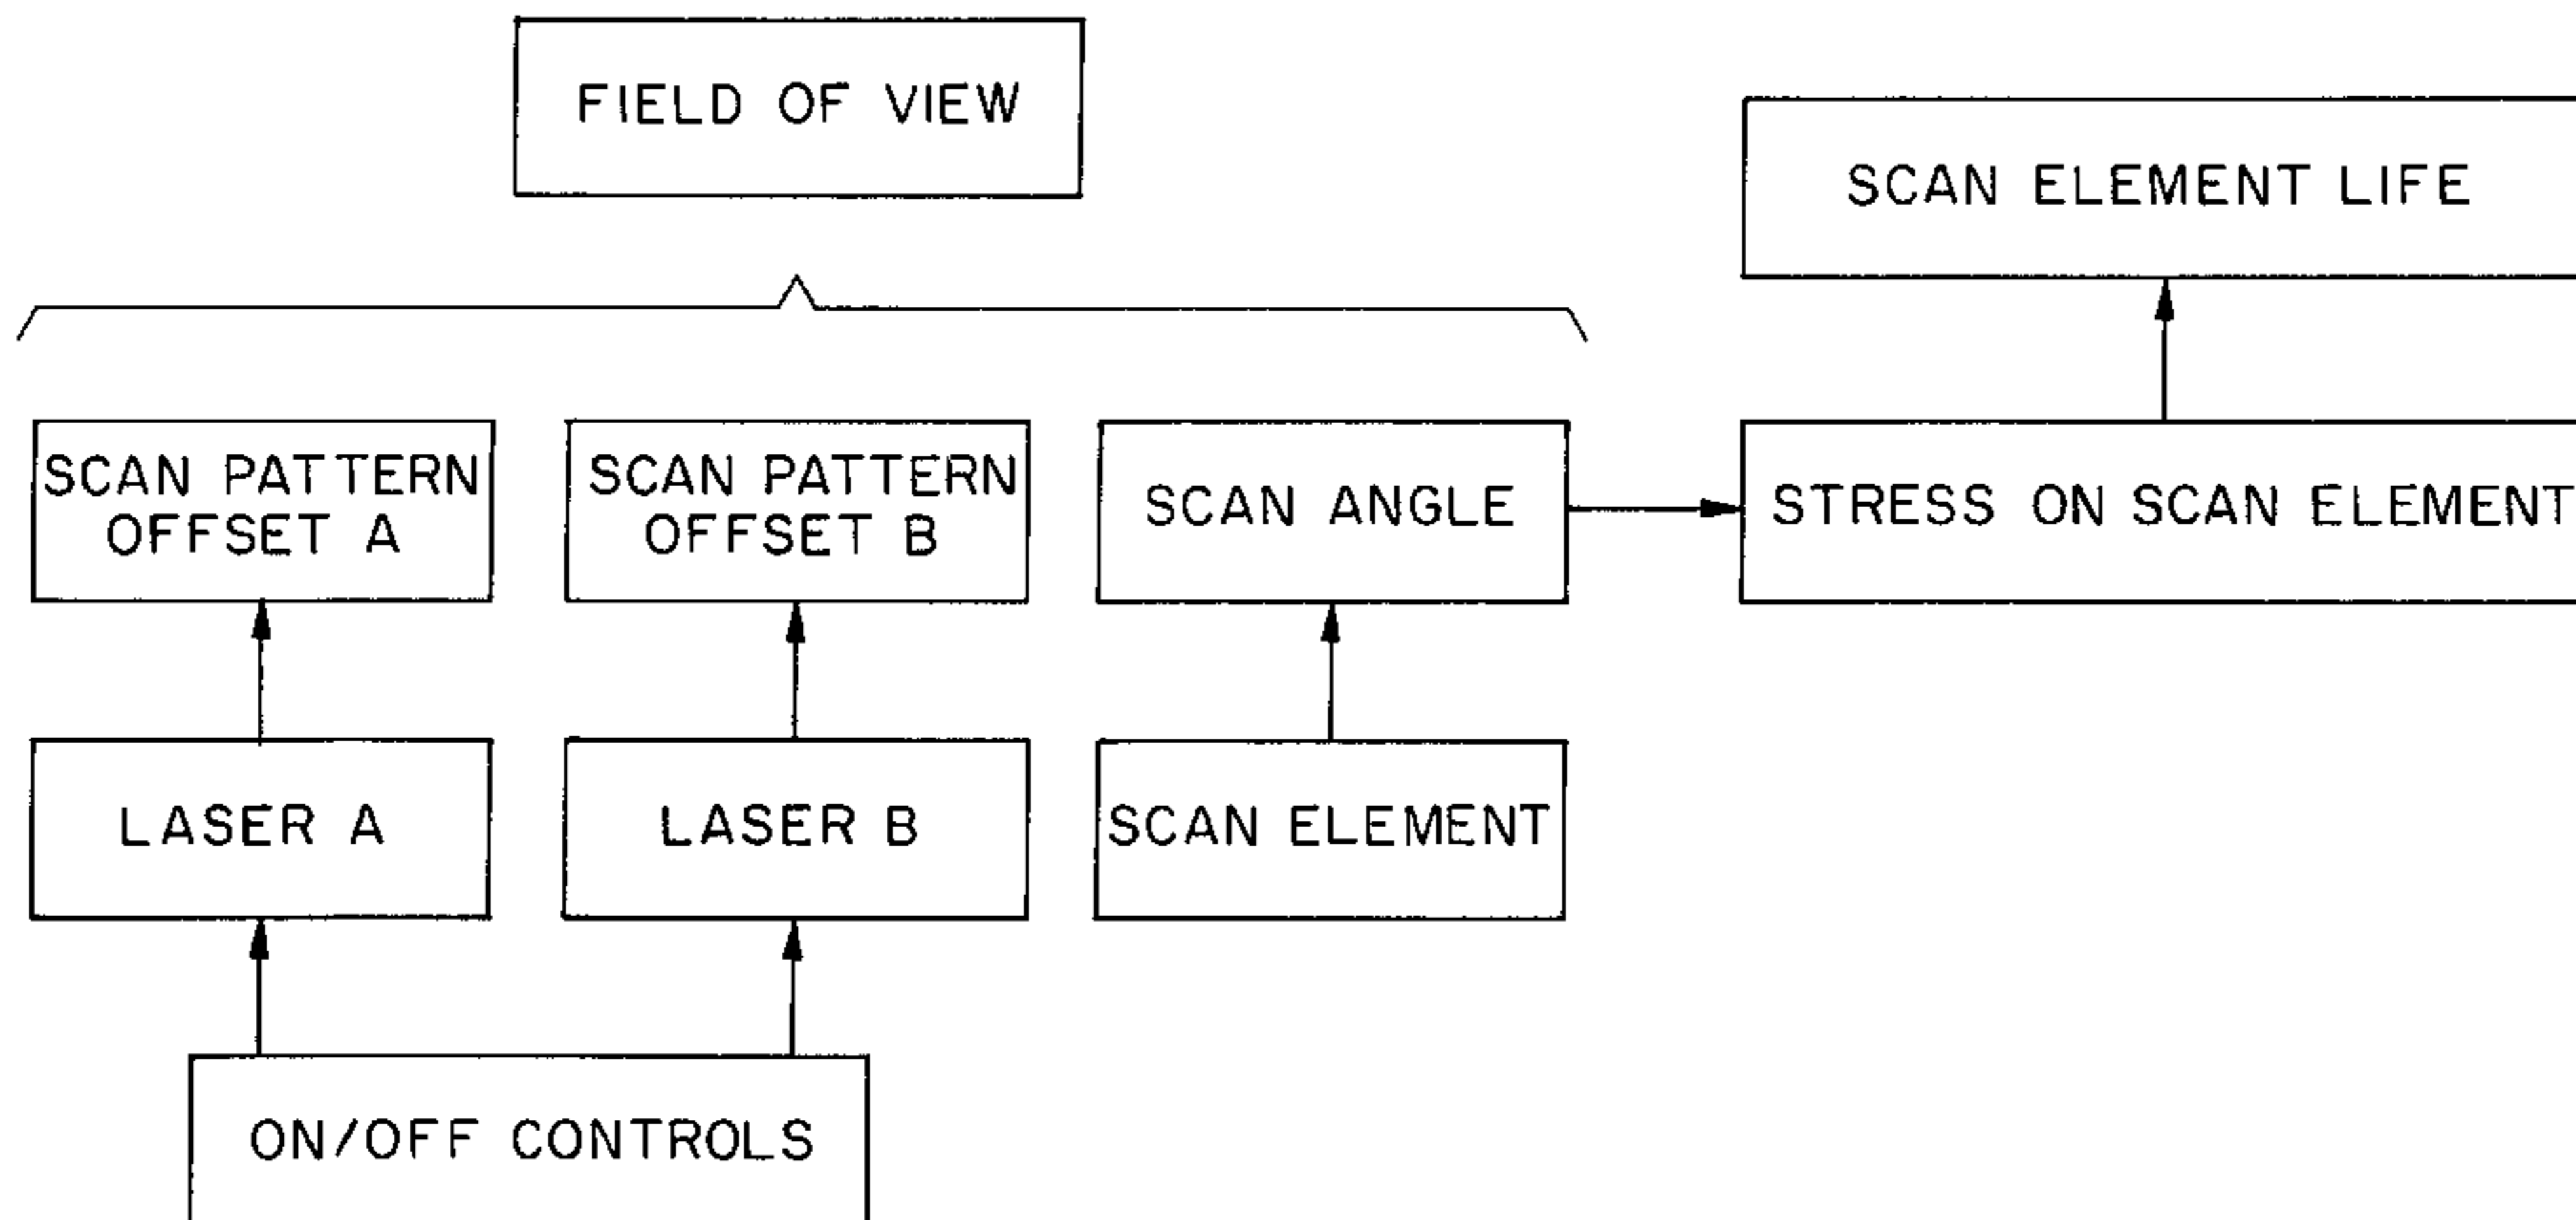 FIELD OF VIEW
SCAN ELEMENT LIFE
SCAN PATTERN
OFFSET A
SCAN PATTERN
OFFSET B
SCAN ANGLE
STRESS ON SCAN ELEMENT
LASER A
LASER B
SCAN ELEMENT
ON/OFF CONTROLS